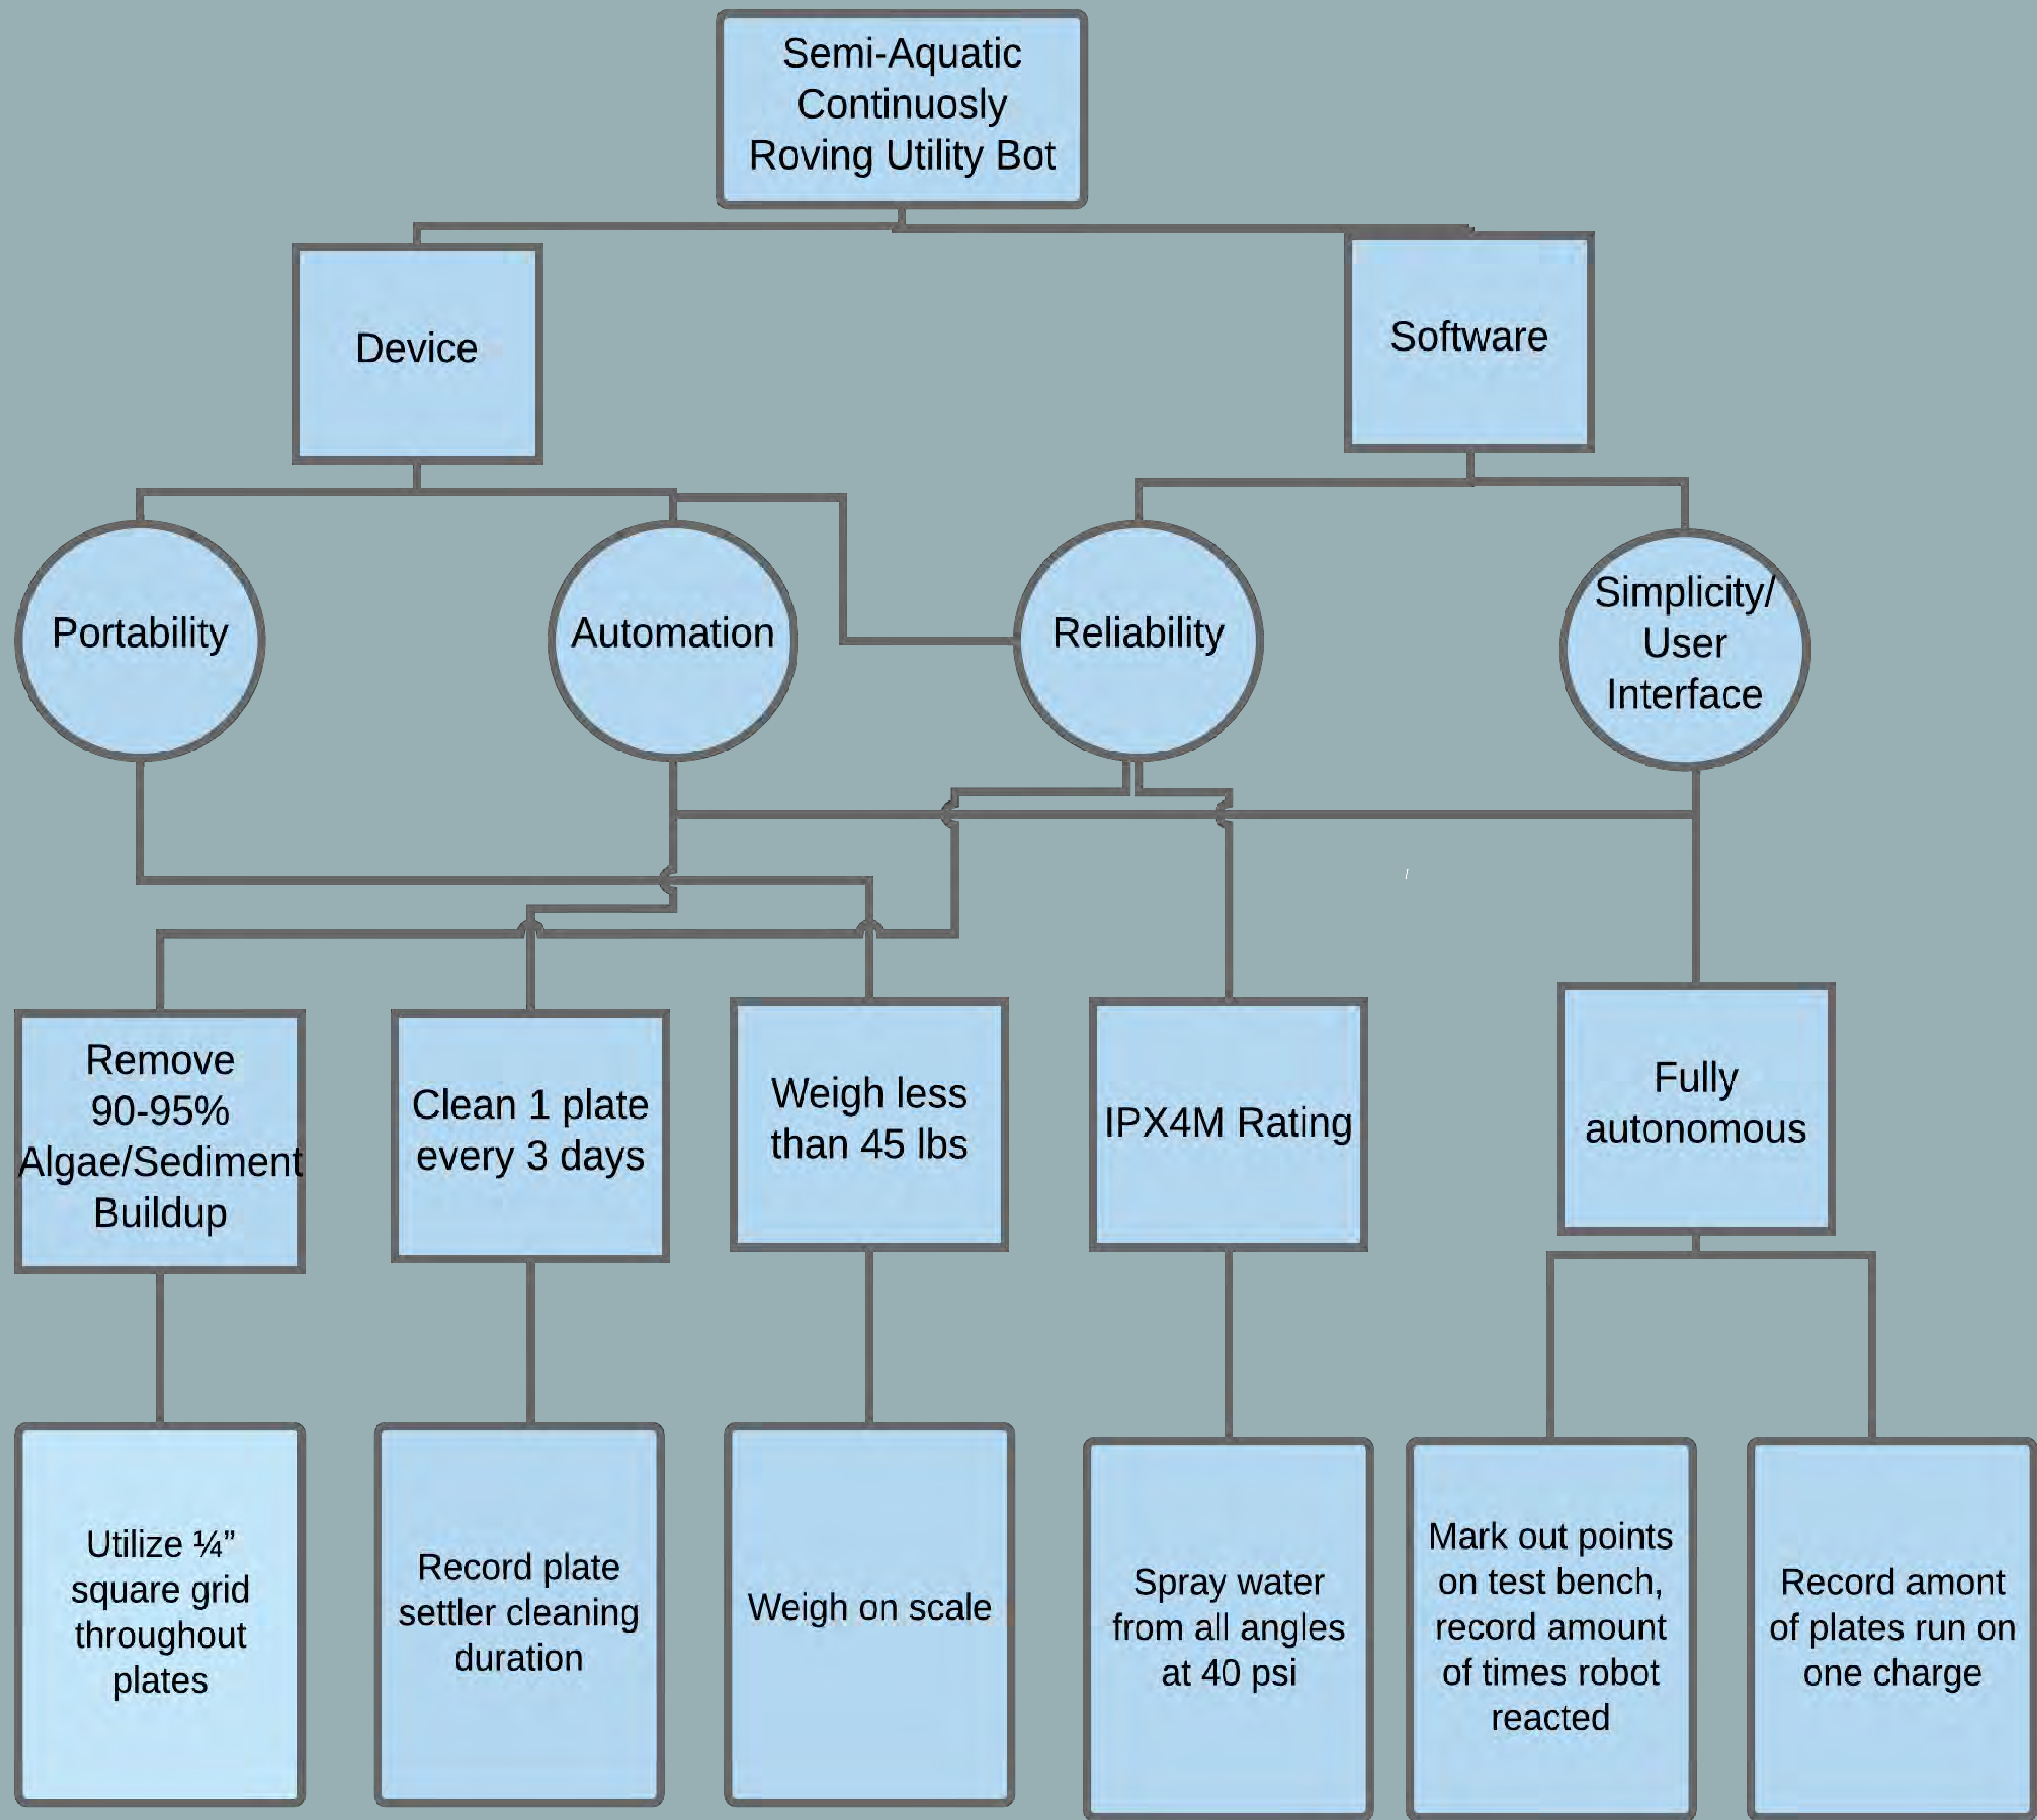 Semi-Aquatic
Continuosly
Roving Utility Bot
Device
Software
Portability
Automation
Reliability
Simplicity/
User
Interface
Remove
90-95%
Algae/Sediment
Buildup
Clean 1 plate
every 3 days
Weigh less
than 45 lbs
IPX4M Rating
Fully
autonomous
Utilize ¼”
square grid
throughout
plates
Record plate
settler cleaning
duration
Weigh on scale
Spray water
from all angles
at 40 psi
Mark out points
on test bench,
record amount
of times robot
reacted
Record amont
of plates run on
one charge